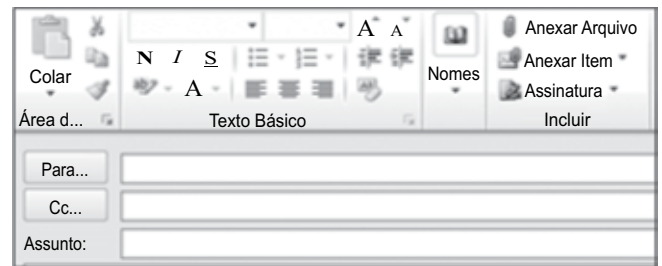 A A Anexar Arquivo
N I S Anexar Item
Colar Nomes
A Assinatura
Área d... Texto Básico Incluir
Para...
Cc...
Assunto: